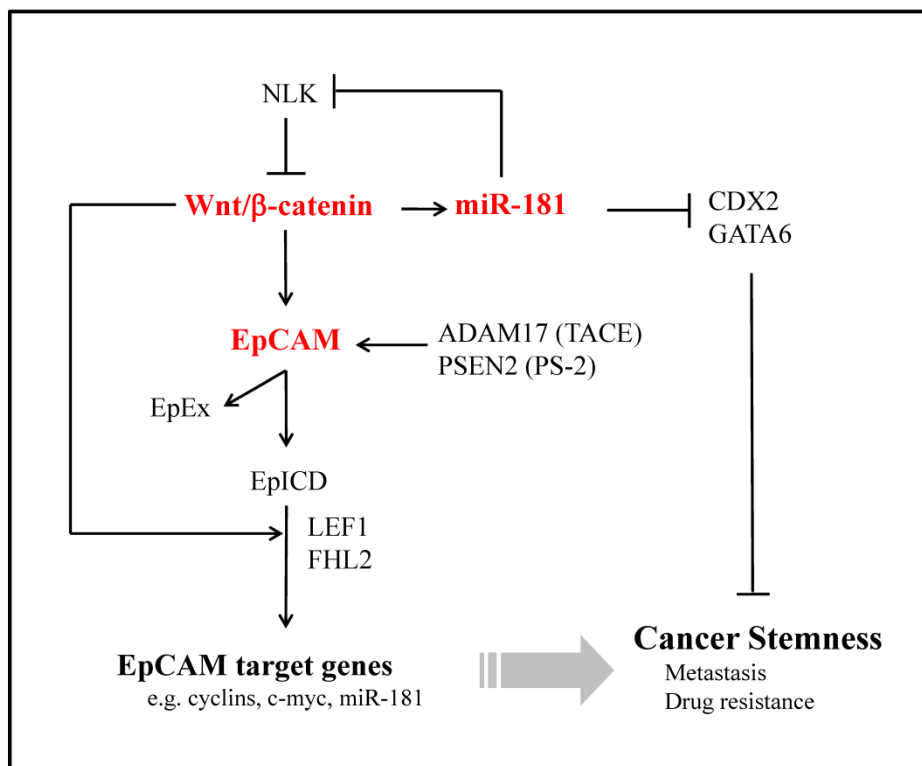 NLK
Wnt/β-catenin
miR-181
CDX2
GATA6
EpCAM
ADAM17 (TACE)
PSEN2 (PS-2)
EpEx
EpICD
LEF1
FHL2
EpCAM target genes
e.g. cyclins, c-myc, miR-181
Cancer Stemness
Metastasis
Drug resistance